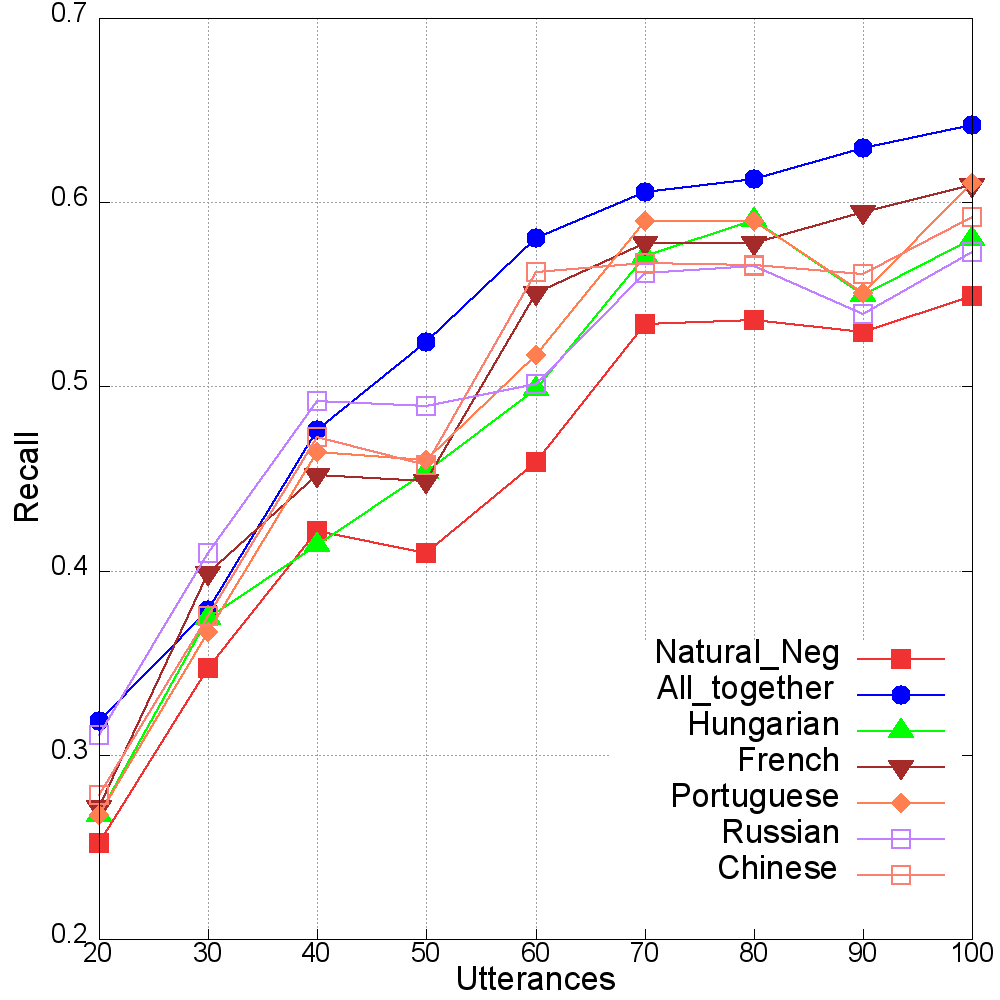 0.7
0.6
0.5
0.4
0.3
0.2
Recall
Natural_Neg
All_together
Hungarian
French
Portuguese
Russian
Chinese
20 30 40 50 60 70 80 90 100
Utterances